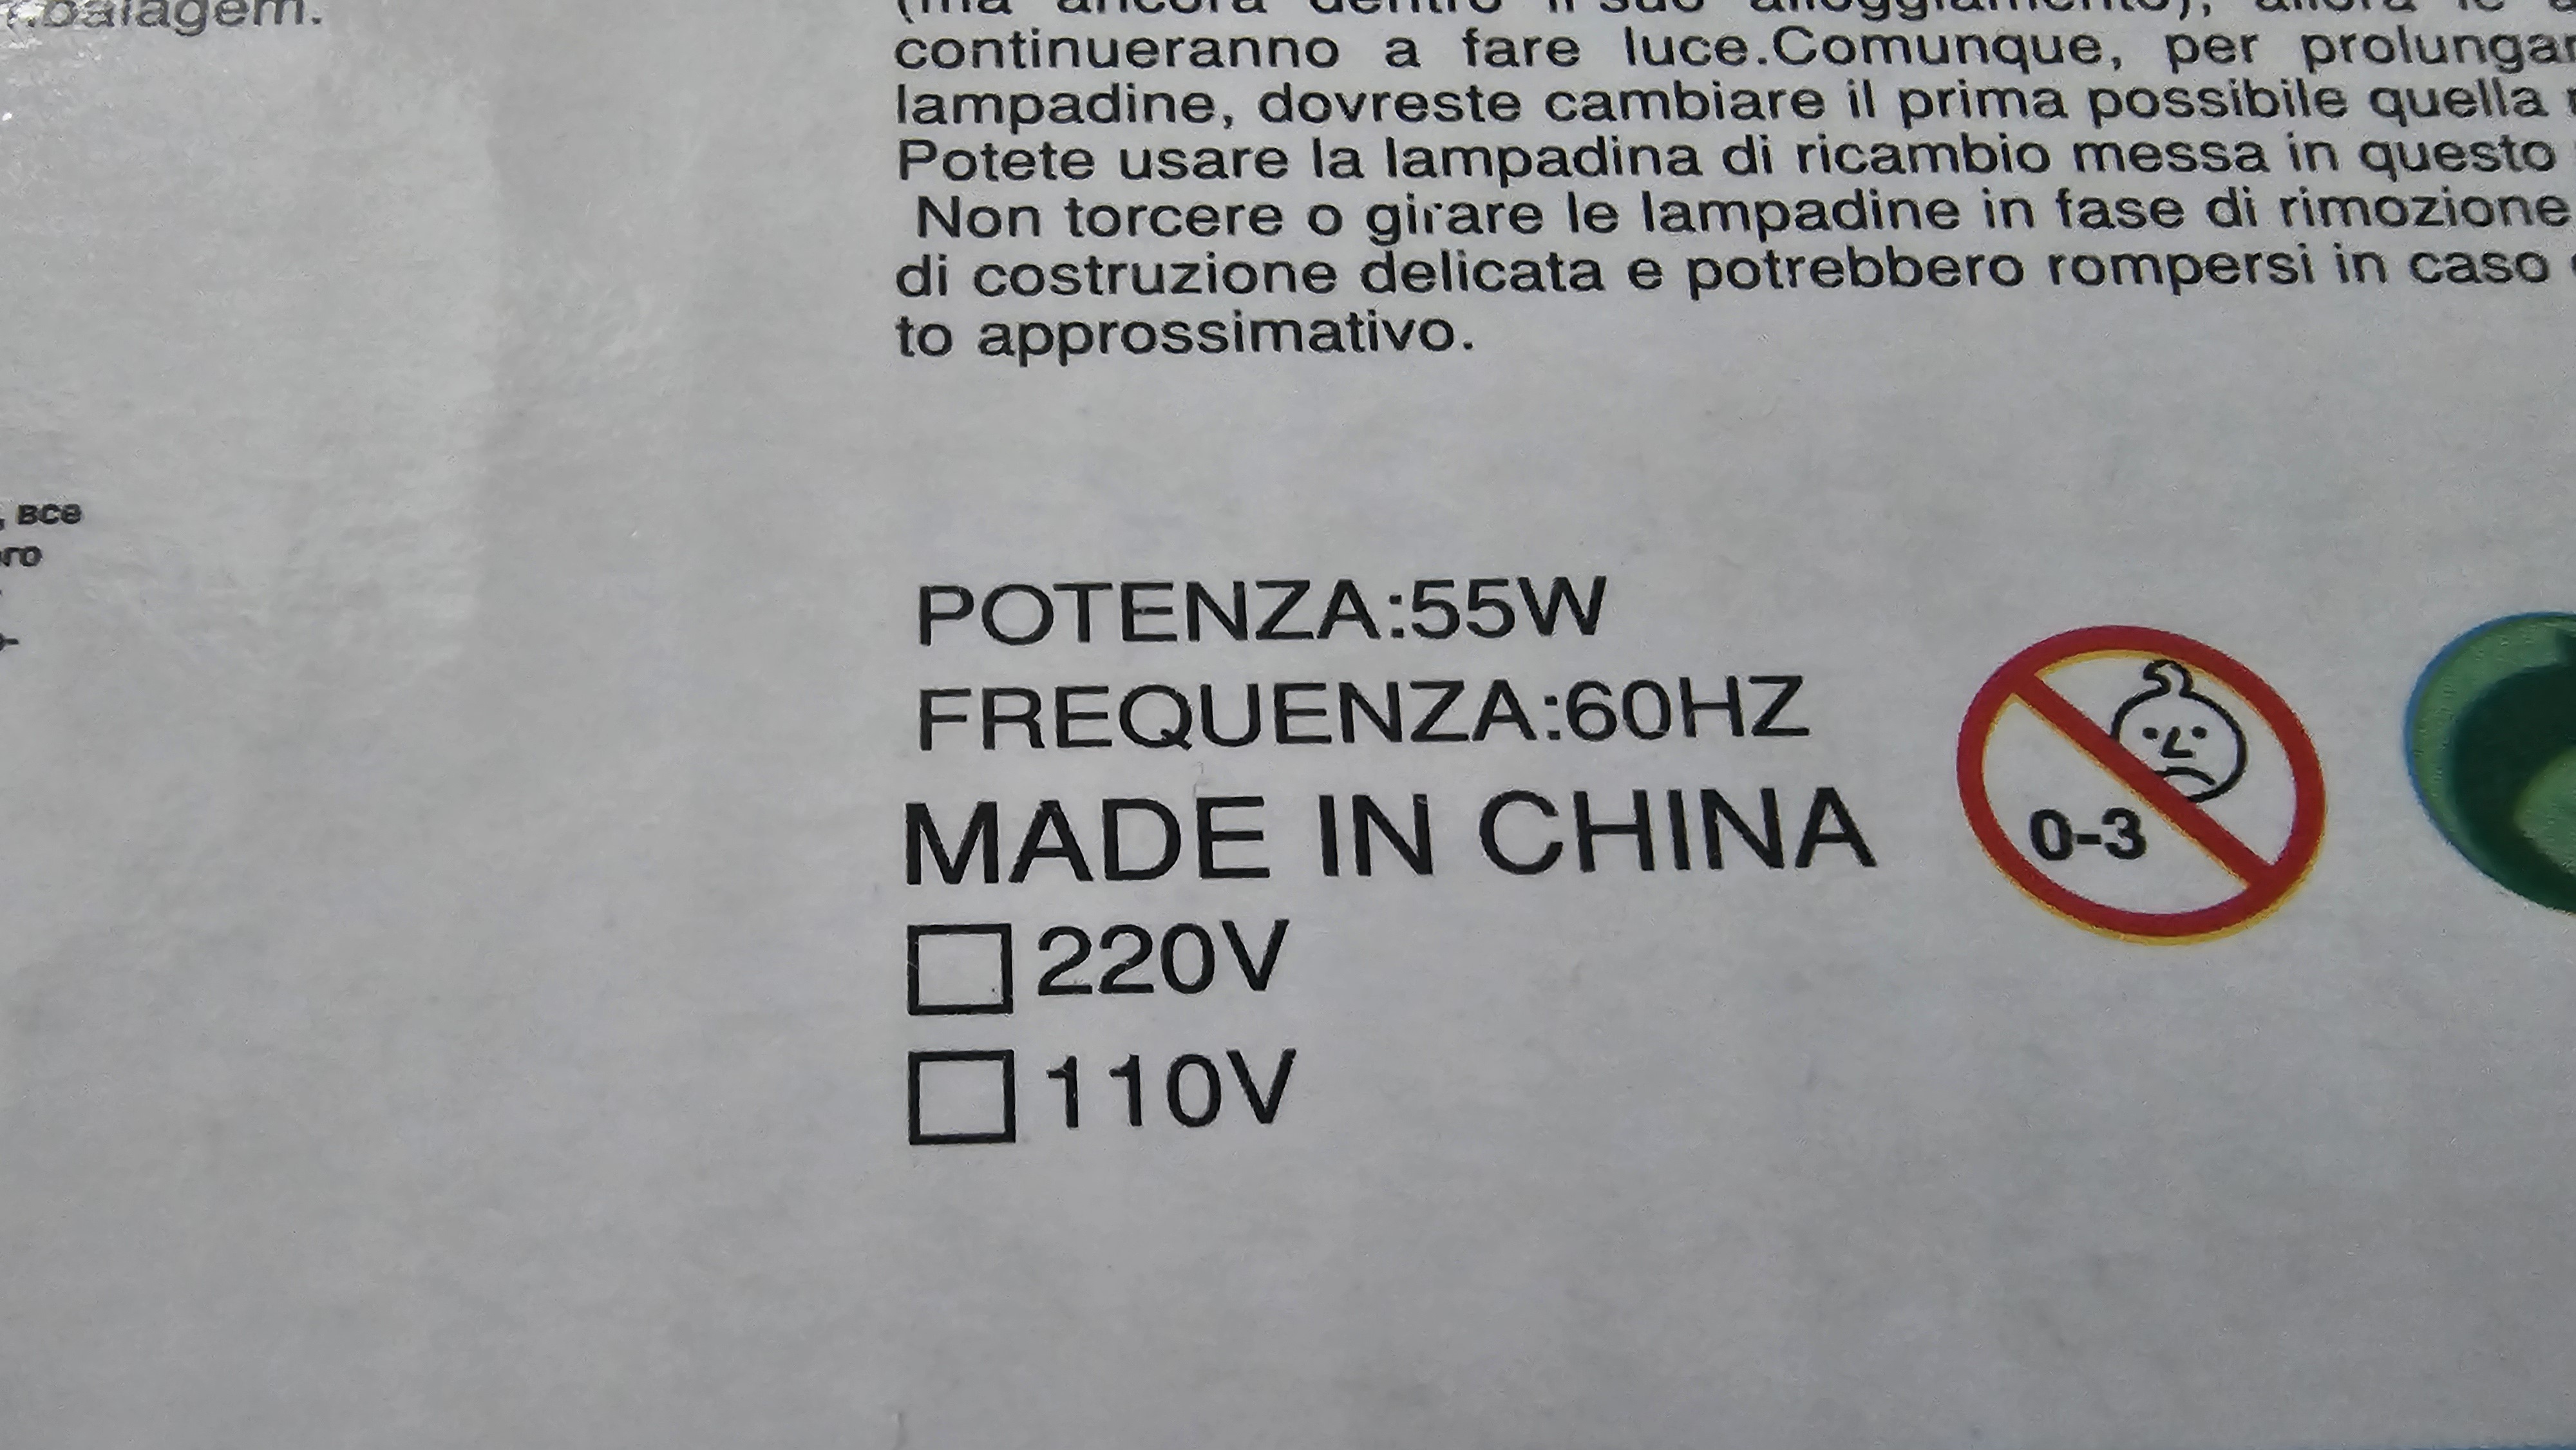 continueranno a fare luce.Comunque, per
lampadine, dovreste cambiare il prima possibile quella
Potete usare la lampadina di ricambio messa in questo
Non torcere o girare le lampadine in fase di rimozione
di costruzione delicata e potrebbero rompersi in caso
to approssimativo.
, все
POTENZA:55W
FREQUENZA:60HZ
MADE IN CHINA
0-3
220V
110V